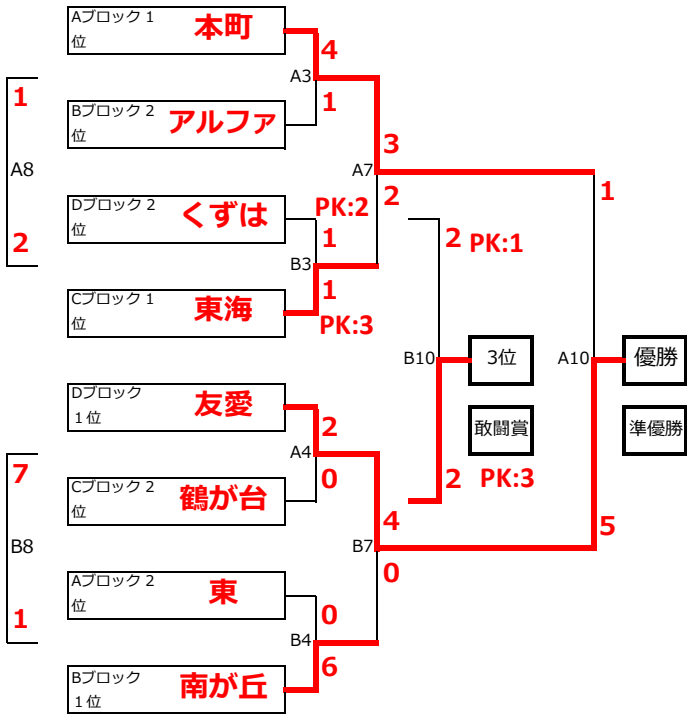 Aブロック 1
位
本町
4
A3
1
1
Bブロック 2
位
アルファ
3
A8
A7
2
1
Dブロック 2
位
くずは
PK:2
1
2
B3
2
PK:1
Cブロック 1
位
東海
1
PK:3
B10
3位
A10
優勝
Dブロック
1位
友愛
2
敢闘賞
準優勝
A4
7
Cブロック 2
位
鶴が台
0
2
PK:3
4
5
B8
B7
0
Aブロック 2
位
東
0
1
B4
6
Bブロック
1位
南が丘